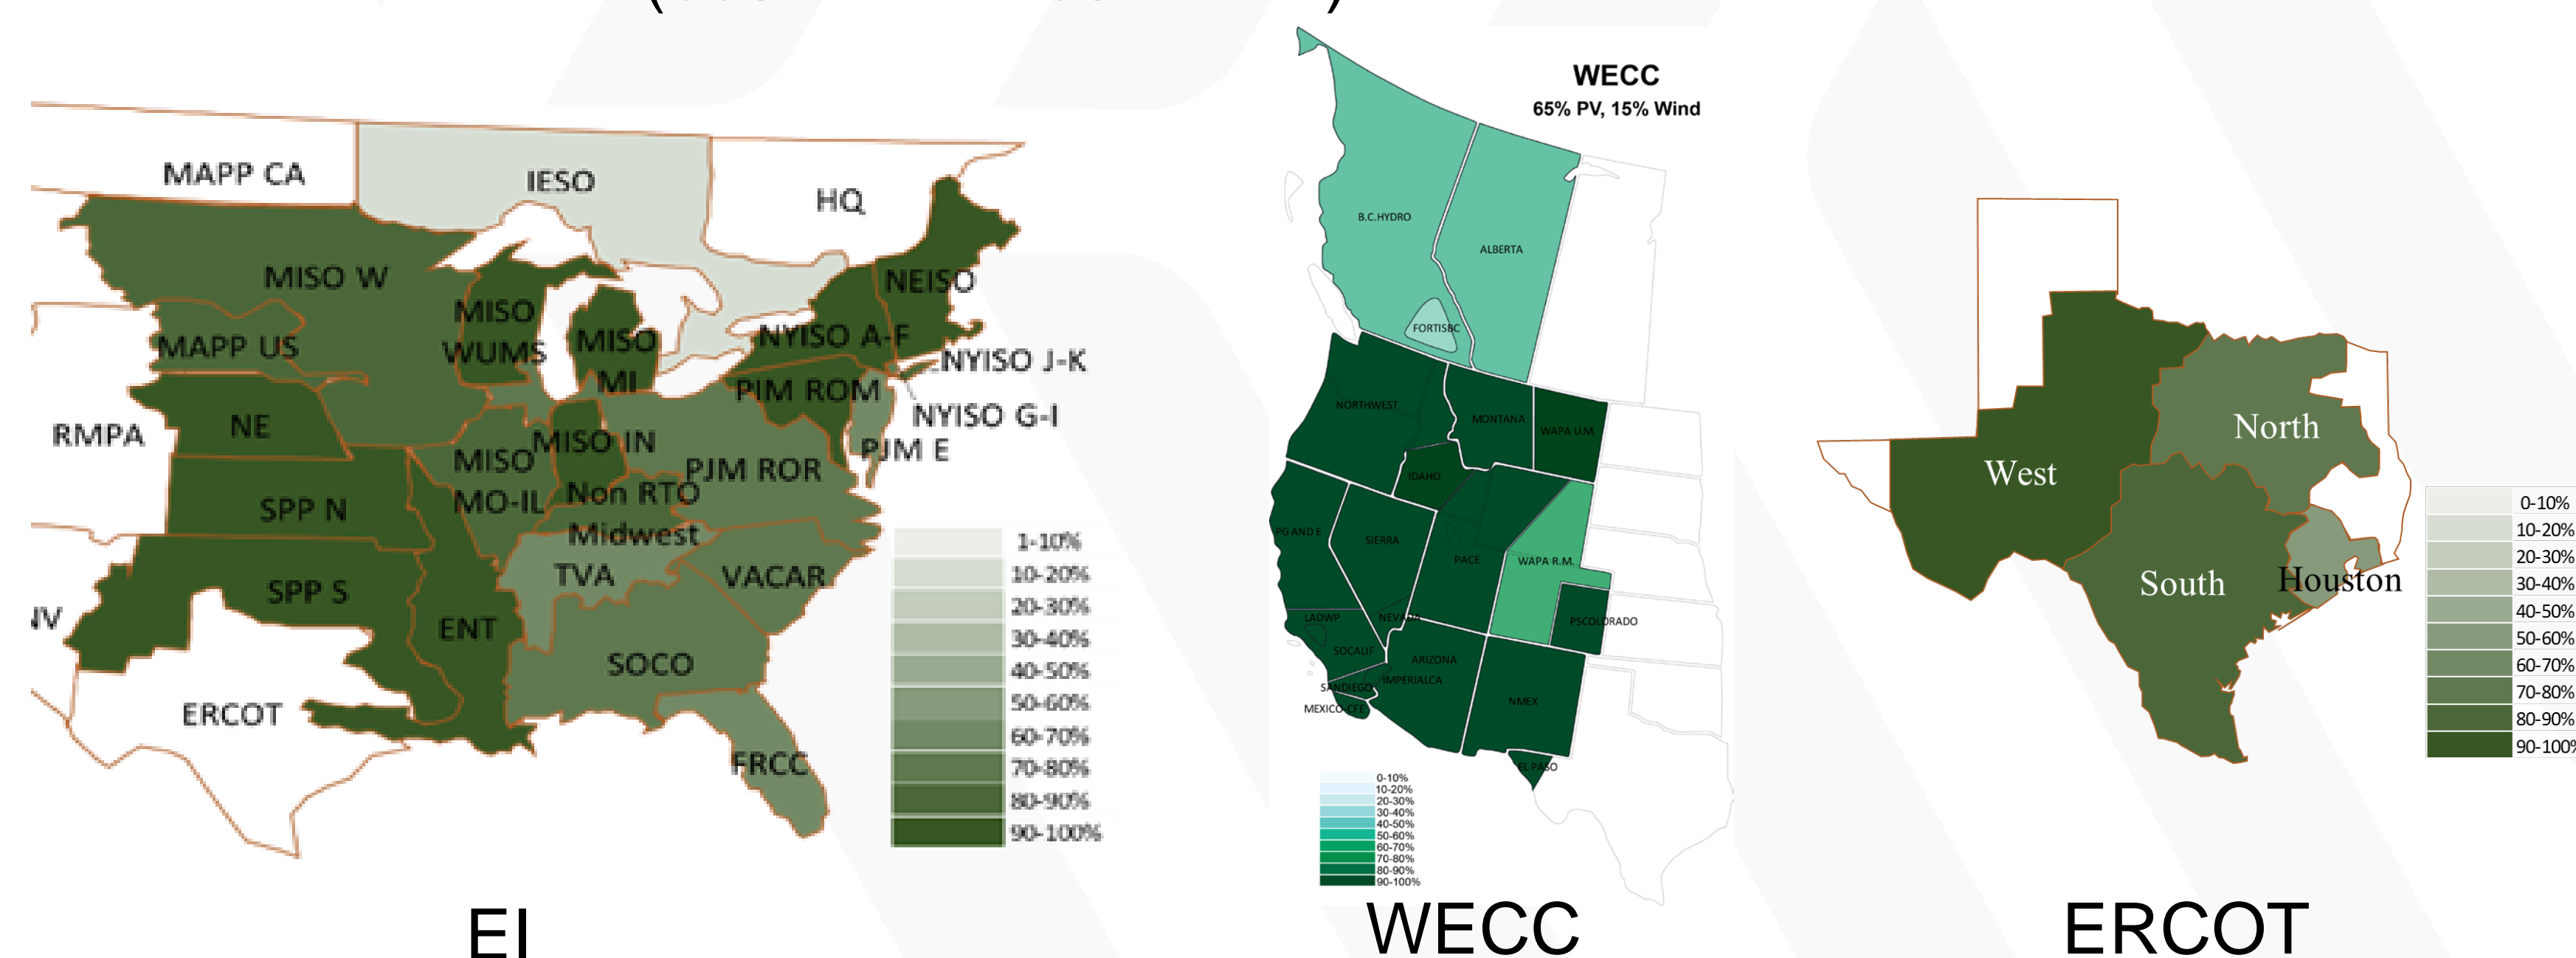 MAPP CA
IESO
HQ
MISO W
NEISO
MISO
WUMS
MISO
MI
NYISO A-F
MAPP US
NYISO J-K
PJM ROM
NYISO G-I
RMPA
NE
MISO IN
PJM E
MISO
MO-IL
PJM ROR
Non RTO
Midwest
SPP N
TVA
VACAR
SPP S
NV
ENT
SOCO
ERCOT
FRCC
1-10%
10-20%
20-30%
30-40%
40-50%
50-60%
60-70%
70-80%
80-90%
90-100%
EI
WECC
65% PV, 15% Wind
B.C.HYDRO
ALBERTA
FORTISBC
NORTHWEST
MONTANA
WAPA U.M.
IDAHO
PG AND E
SIERRA
PACE
WAPA R.M.
LADWP
NEVADA
PSCOLORADO
SOCALIF
ARIZONA
IMPERIALCA
SANDIEGO
MEXICO-CFE
NMEX
EL PASO
0-10%
10-20%
20-30%
30-40%
40-50%
50-60%
60-70%
70-80%
80-90%
90-100%
WECC
West
North
South
Houston
0-10%
10-20%
20-30%
30-40%
40-50%
50-60%
60-70%
70-80%
80-90%
90-100%
ERCOT